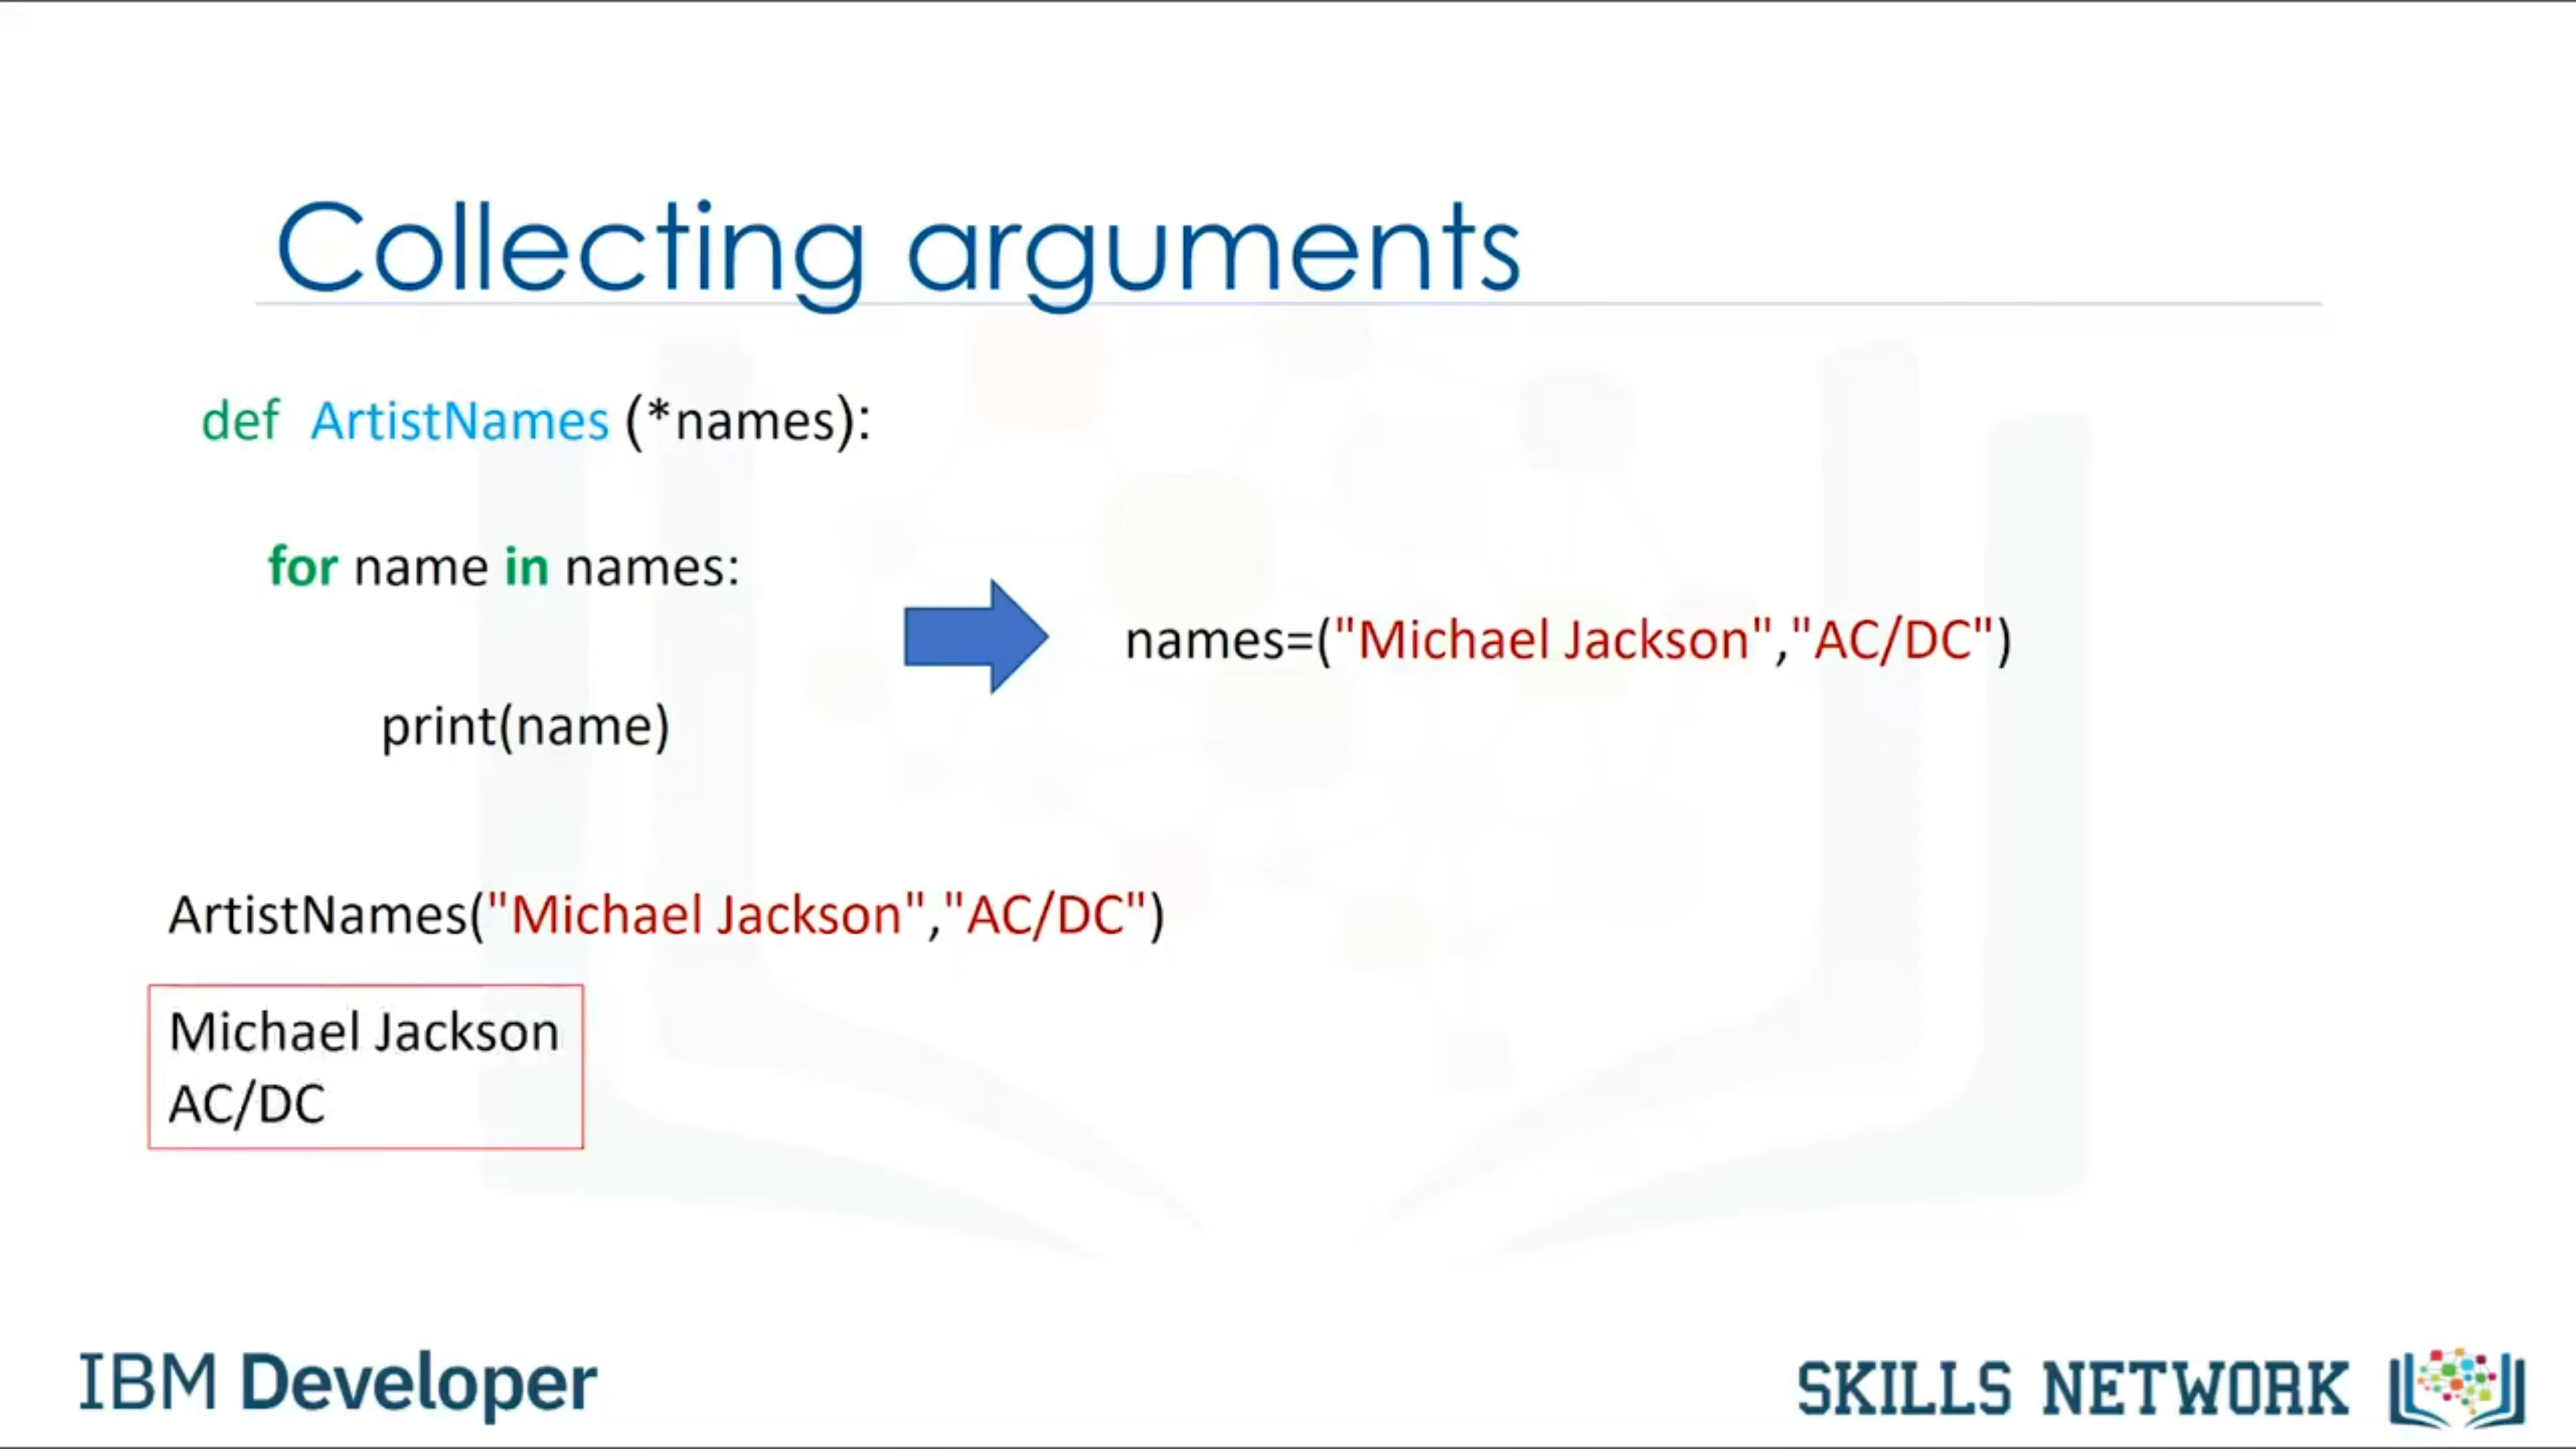 Collecting arguments
def ArtistNames (*names):
for name in names:
names=("Michael Jackson","AC/DC")
print(name)
ArtistNames("Michael Jackson","AC/DC")
Michael Jackson
AC/DC
IBM Developer
SKILLS NETWORK